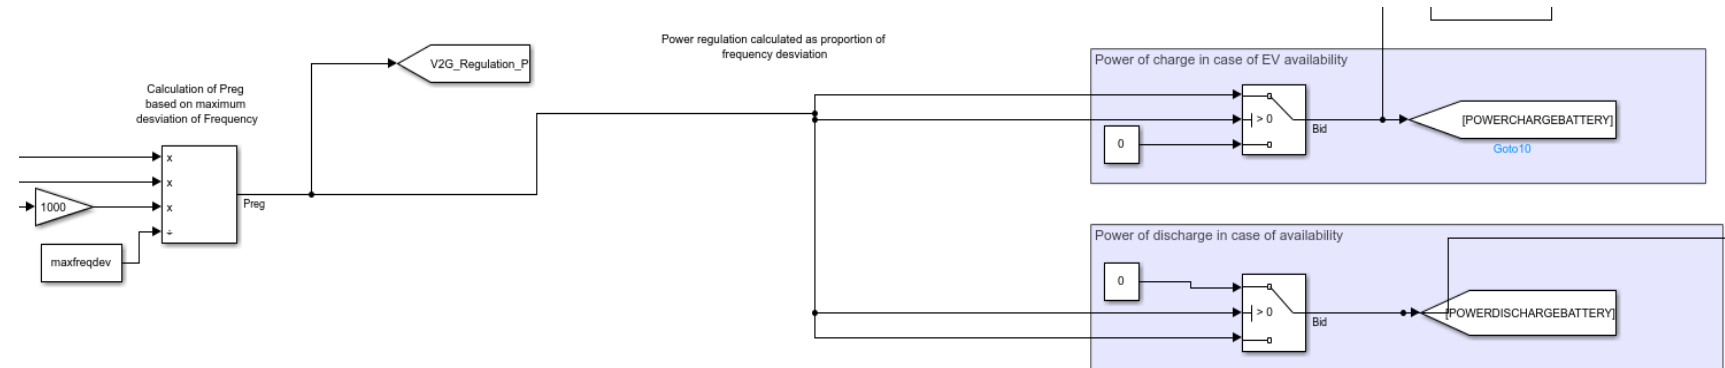 Calculation of Preg
based on maximum
desviation of Frequency
V2G_Regulation_P
Power regulation calculated as proportion of
frequency desviation
x
x
x
÷
1000
maxfreqdev
Preg
Power of charge in case of EV availability
> 0
0
Bid
[POWERCHARGEBATTERY]
Goto10
Power of discharge in case of availability
0
> 0
Bid
[POWERDISCHARGEBATTERY]